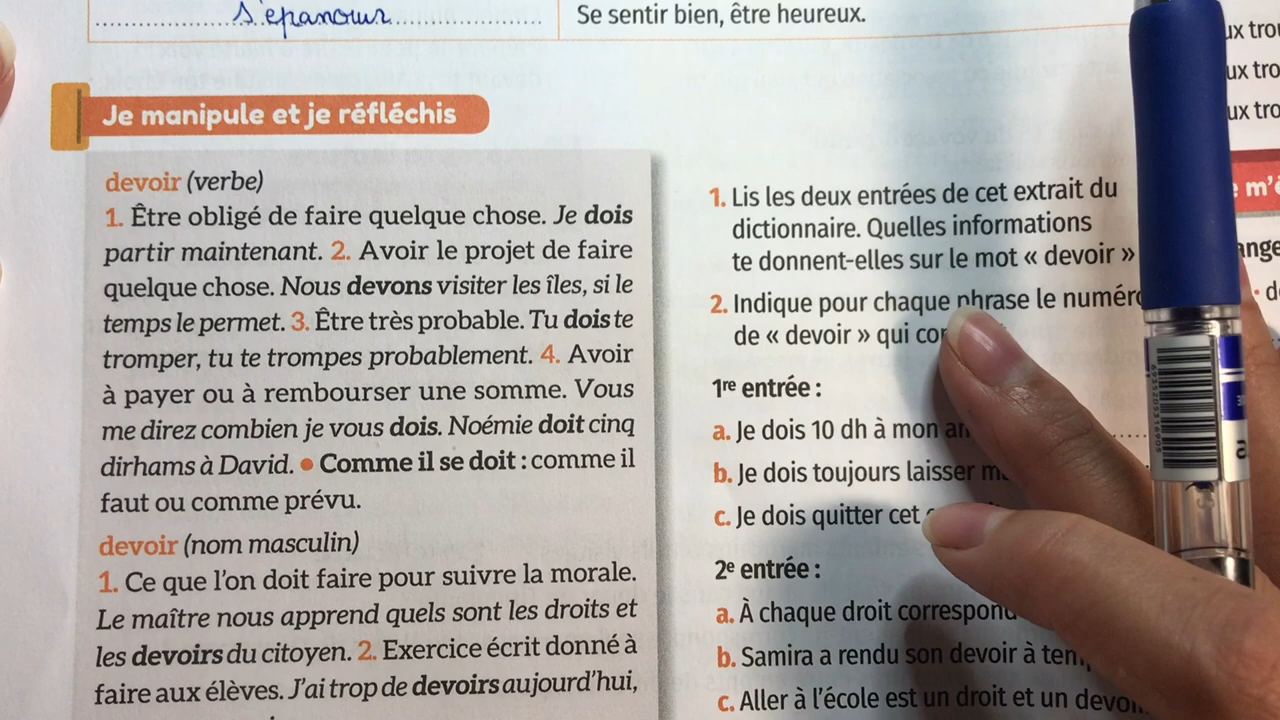 s'épanouir
Se sentir bien, être heureux.
Je manipule et je réfléchis
devoir (verbe)
1. Être obligé de faire quelque chose. Je dois
partir maintenant. 2. Avoir le projet de faire
quelque chose. Nous devons visiter les îles, si le
temps le permet. 3. Être très probable. Tu dois te
tromper, tu te trompes probablement. 4. Avoir
à payer ou à rembourser une somme. Vous
me direz combien je vous dois. Noémie doit cinq
dirhams à David. • Comme il se doit : comme il
faut ou comme prévu.
devoir (nom masculin)
1. Ce que l'on doit faire pour suivre la morale.
Le maître nous apprend quels sont les droits et
les devoirs du citoyen. 2. Exercice écrit donné à
faire aux élèves. J'ai trop de devoirs aujourd'hui,
1. Lis les deux entrées de cet extrait du
dictionnaire. Quelles informations
te donnent-elles sur le mot « devoir »
2. Indique pour chaque phrase le
de « devoir » qui
1re entrée :
a. Je dois 10 dh à mon
b. Je dois toujours laisser
c. Je dois quitter cet
2e entrée :
a. À chaque droit
b. Samira a rendu son devoir à
c. Aller à l'école est un droit et un